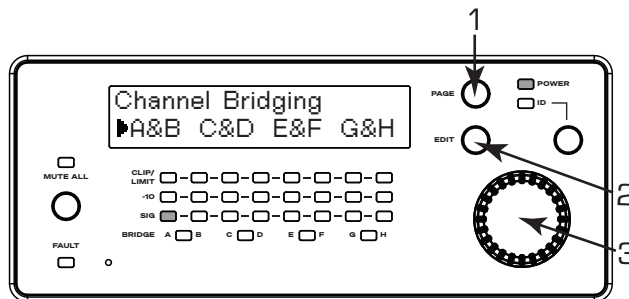 1
PAGE
POWER
ID
Channel Bridging
A&B C&D E&F G&H
EDIT
2
MUTE ALL
CLIP/
LIMIT
-10
SIG
BRIDGE A B C D E F G H
3
FAULT